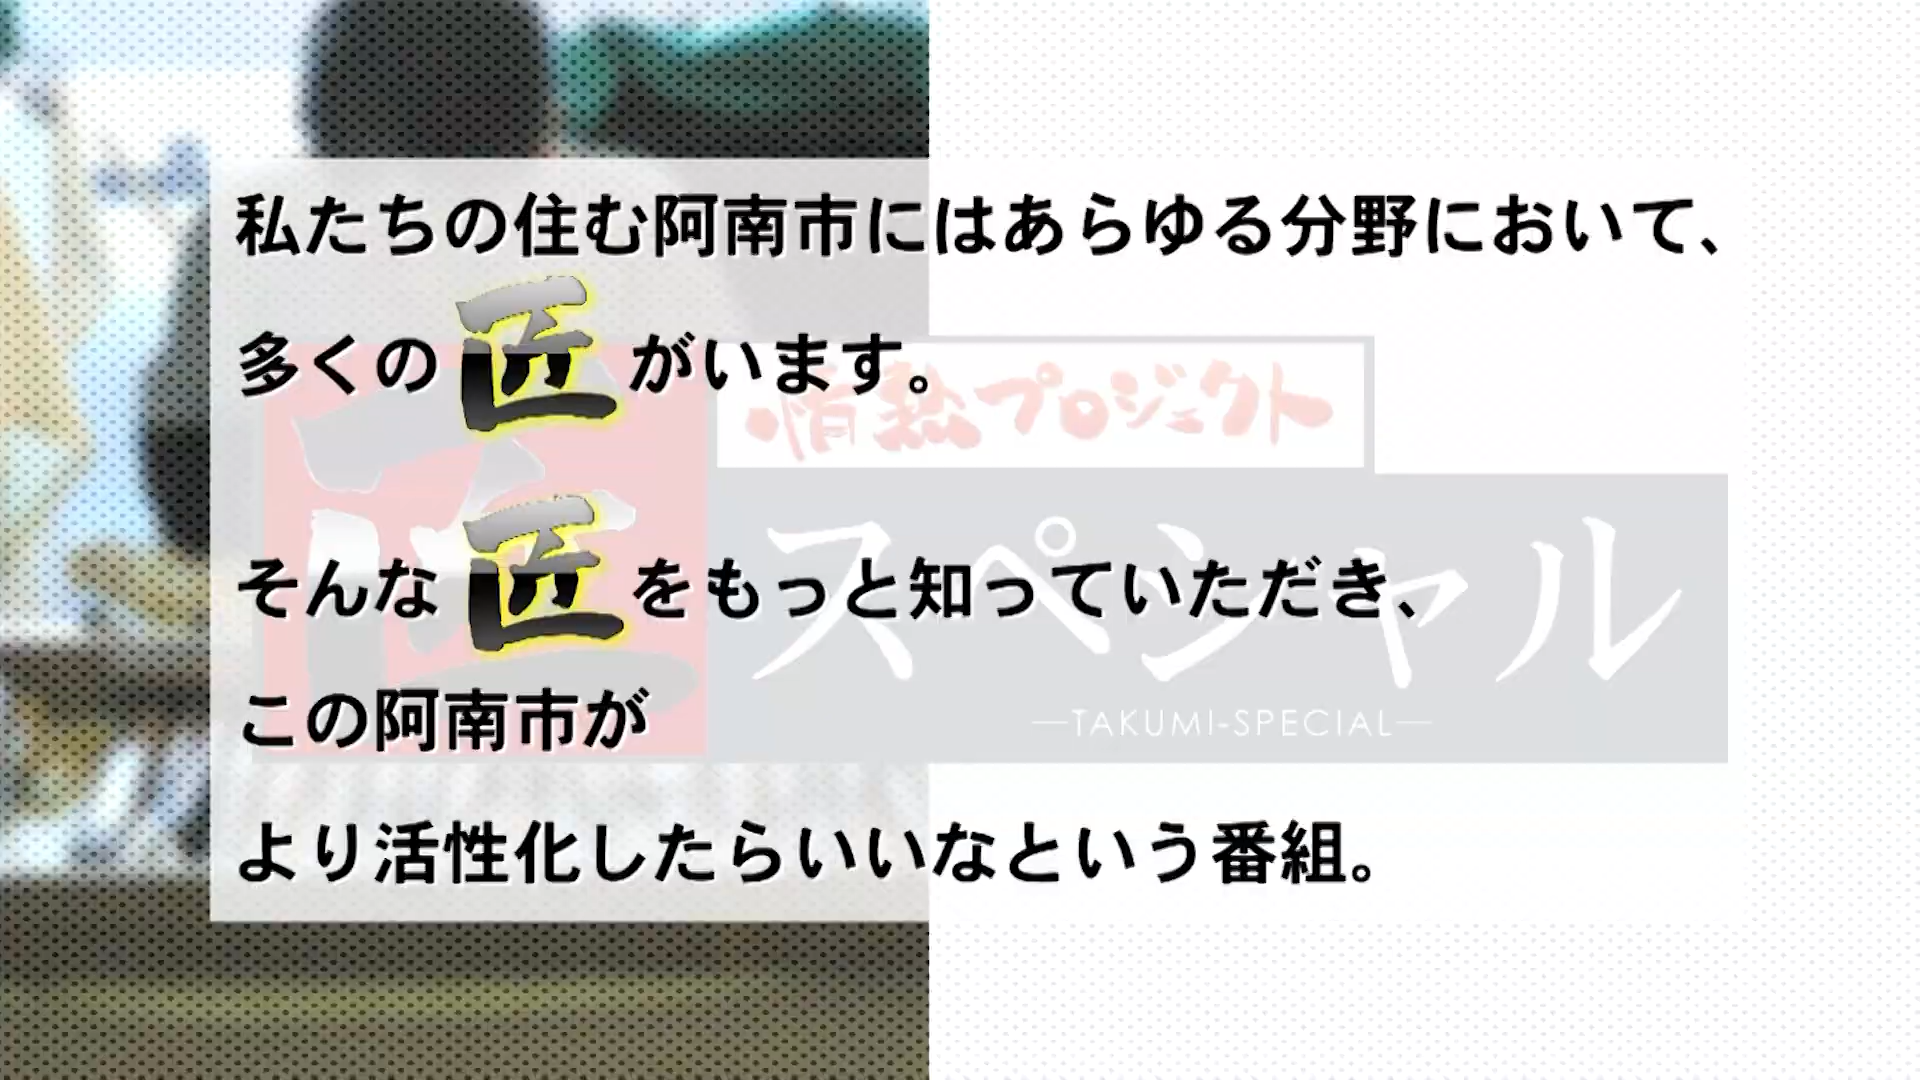 私たちの住む阿南市にはあらゆる分野において、
多くの匠がいます。
そんな匠をもっと知っていただき、
この阿南市が
より活性化したらいいなという番組。
情熱プロジェクト
匠スペシャル
—TAKUMI-SPECIAL—